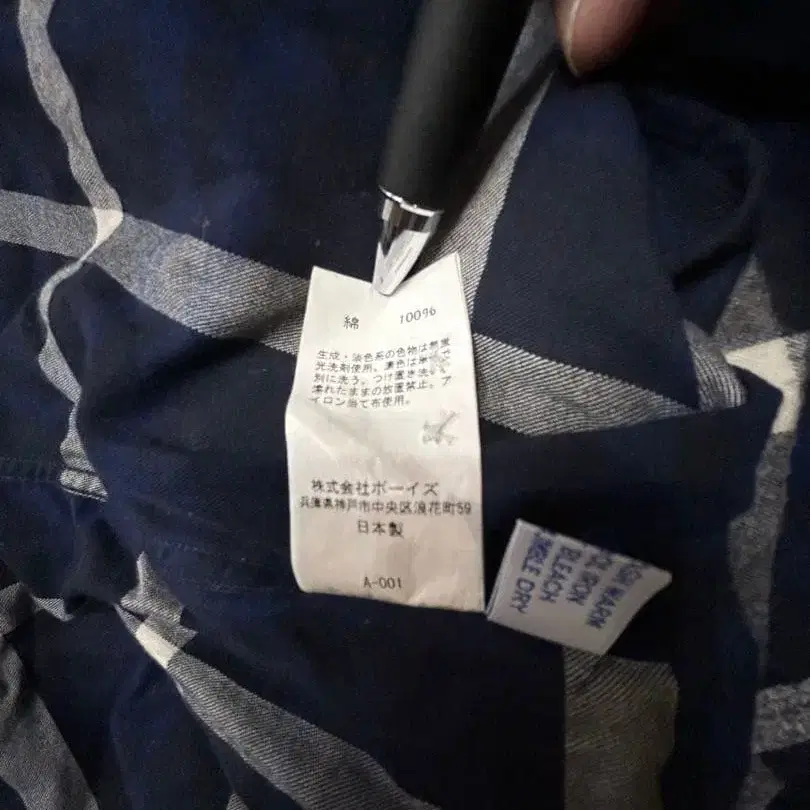 綿 100%
生成・淡色系の色物は無蛍
光洗剤使用。濃色は単独で
別に洗う。つけ置き洗い
濡れたままの放置禁止。ア
イロン当て布使用。
株式会社ボーイズ
兵庫県神戸市中央区浪花町59
日本製
A-001
WARM
IRON
BLEACH
DRY